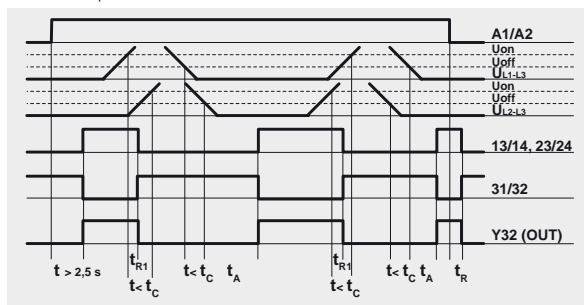 A1/A2
Uon
Uoff
UL1-L3
Uon
Uoff
UL2-L3
13/14, 23/24
31/32
Y32 (OUT)
t > 2,5 s tR1 t< tC tA tR1 t< tC tA tR
t< tC t< tC